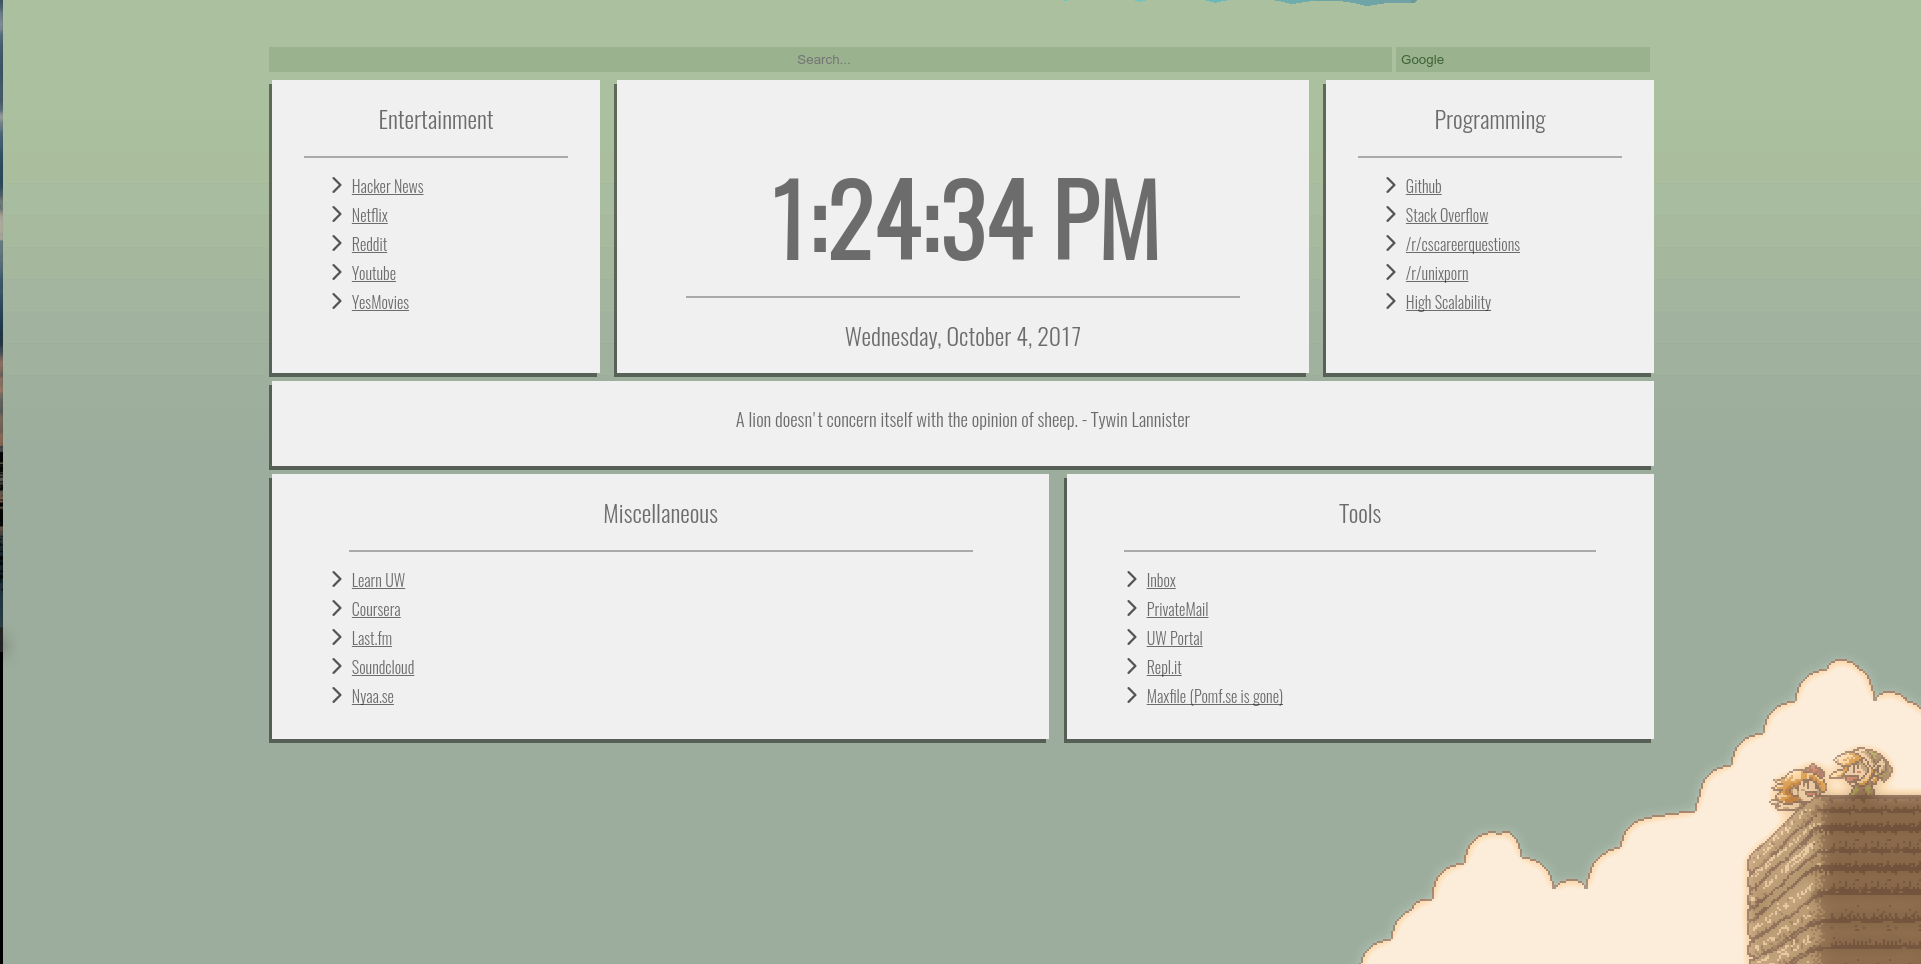 Search...
Google
Entertainment
Hacker News
Netflix
Reddit
Youtube
YesMovies
1:24:34 PM
Wednesday, October 4, 2017
Programming
Github
Stack Overflow
/r/cscareerquestions
/r/unixporn
High Scalability
A lion doesn't concern itself with the opinion of sheep. - Tywin Lannister
Miscellaneous
Learn UW
Coursera
Last.fm
Soundcloud
Nyaa.se
Tools
Inbox
PrivateMail
UW Portal
Repl.it
Maxfile (Pomf.se is gone)